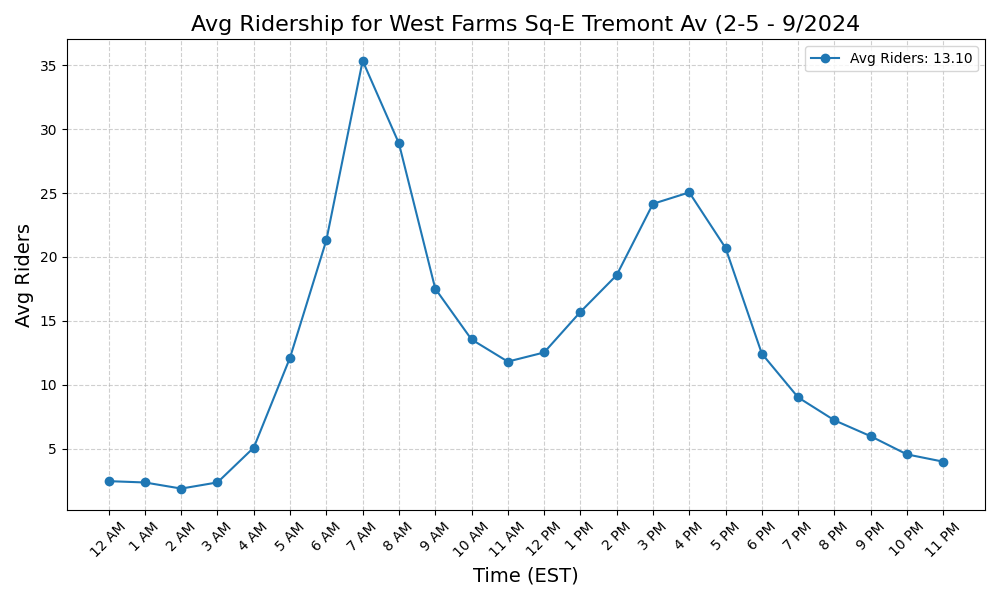 Avg Ridership for West Farms Sq-E Tremont Av (2-5 - 9/2024
Avg Riders: 13.10
Avg Riders
35
30
25
20
15
10
5
12 AM
1 AM
2 AM
3 AM
4 AM
5 AM
6 AM
7 AM
8 AM
9 AM
10 AM
11 AM
12 PM
1 PM
2 PM
3 PM
4 PM
5 PM
6 PM
7 PM
8 PM
9 PM
10 PM
11 PM
Time (EST)